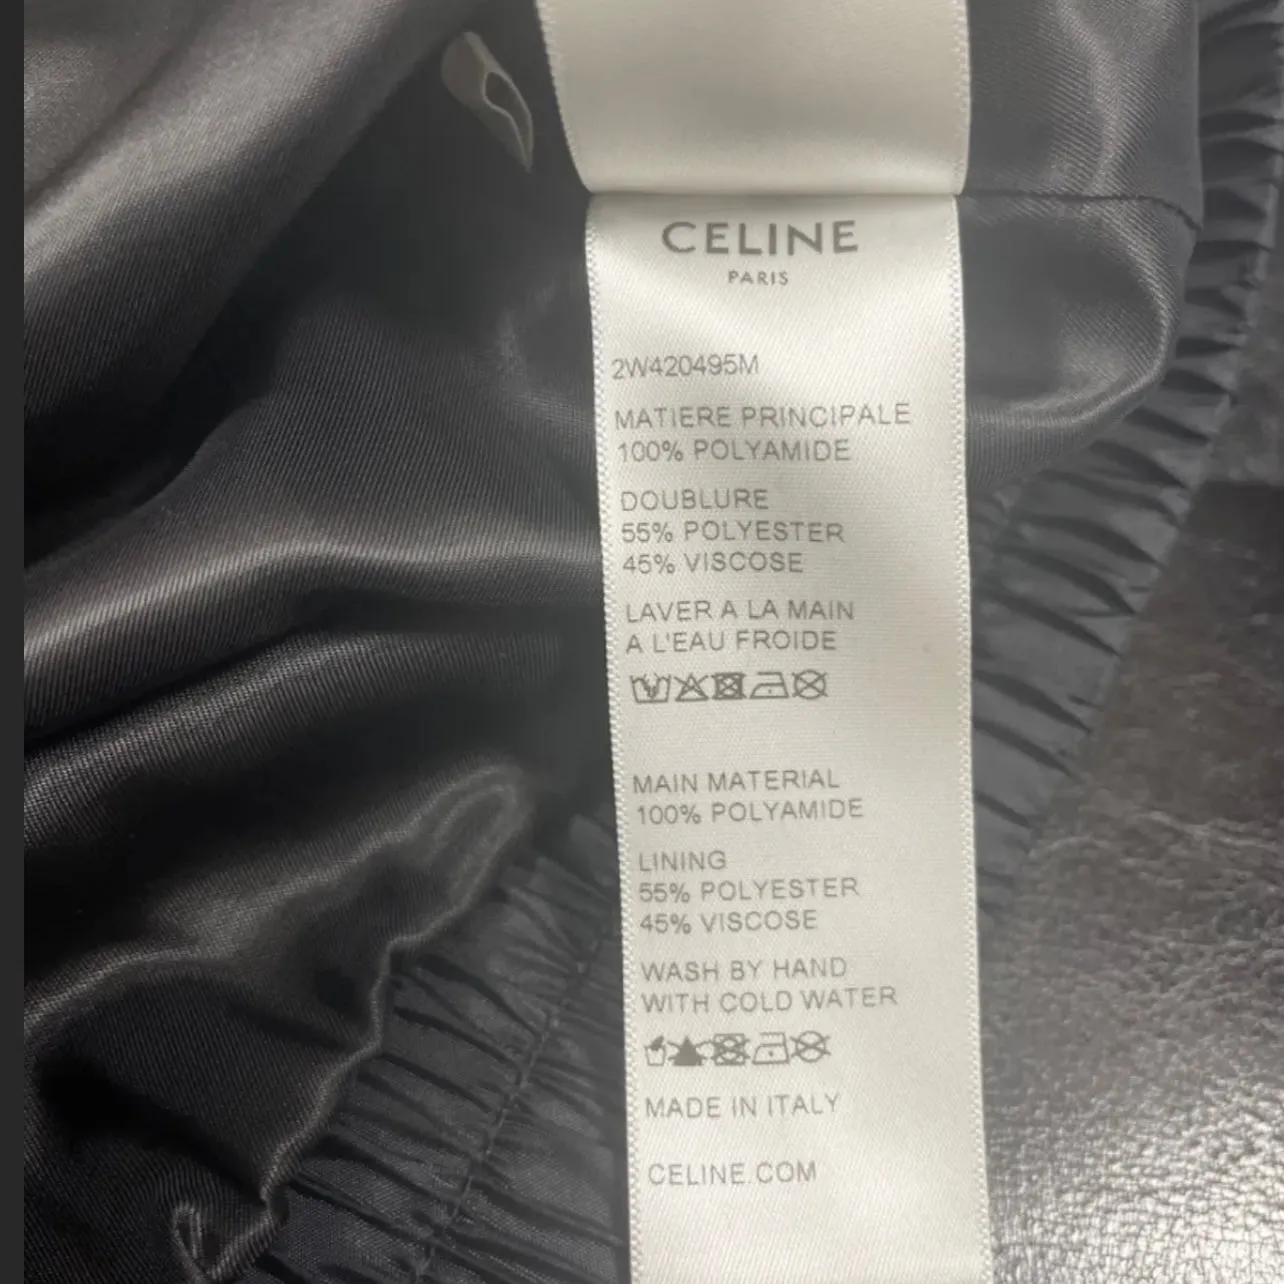 CELINE
PARIS
2W420495M
MATIERE PRINCIPALE
100% POLYAMIDE
DOUBLURE
55% POLYESTER
45% VISCOSE
LAVER A LA MAIN
A L'EAU FROIDE
MAIN MATERIAL
100% POLYAMIDE
LINING
55% POLYESTER
45% VISCOSE
WASH BY HAND
WITH COLD WATER
MADE IN ITALY
CELINE.COM